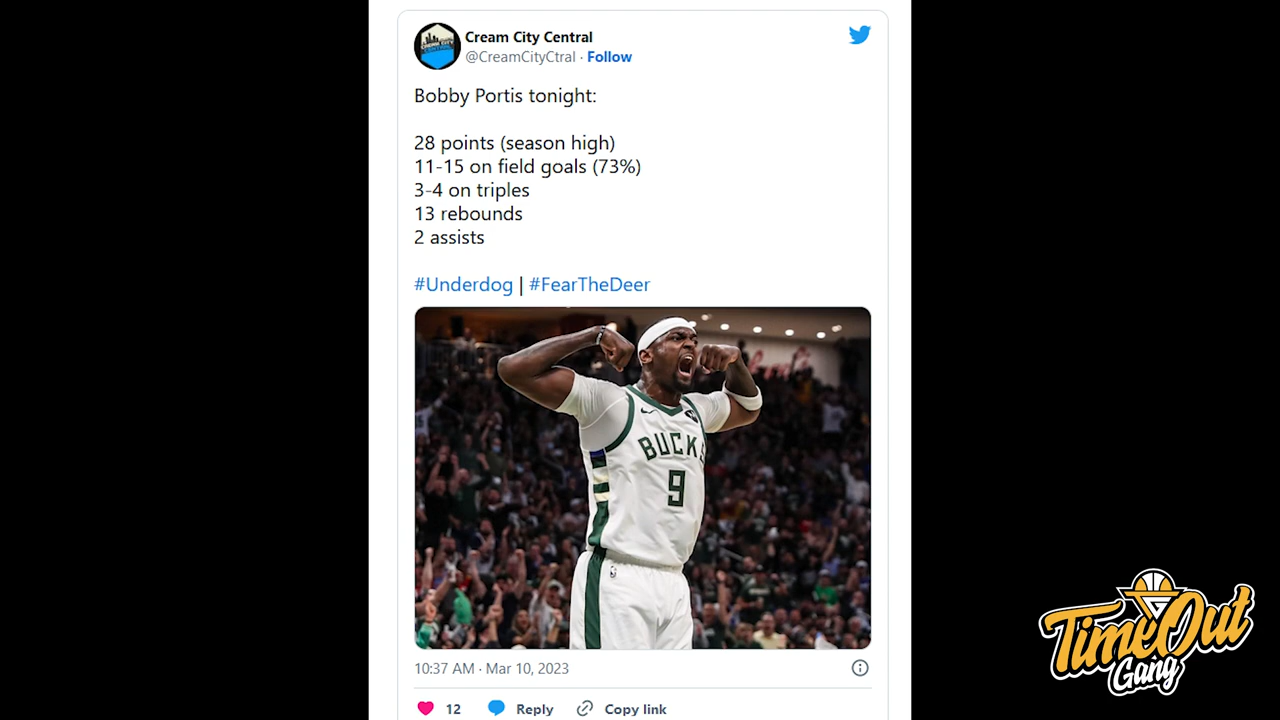 Cream City Central
@CreamCityCtral · Follow
Bobby Portis tonight:
28 points (season high)
11-15 on field goals (73%)
3-4 on triples
13 rebounds
2 assists
#Underdog | #FearTheDeer
BUCKS
9
10:37 AM · Mar 10, 2023
12 Reply Copy link
TimeOut
Gang